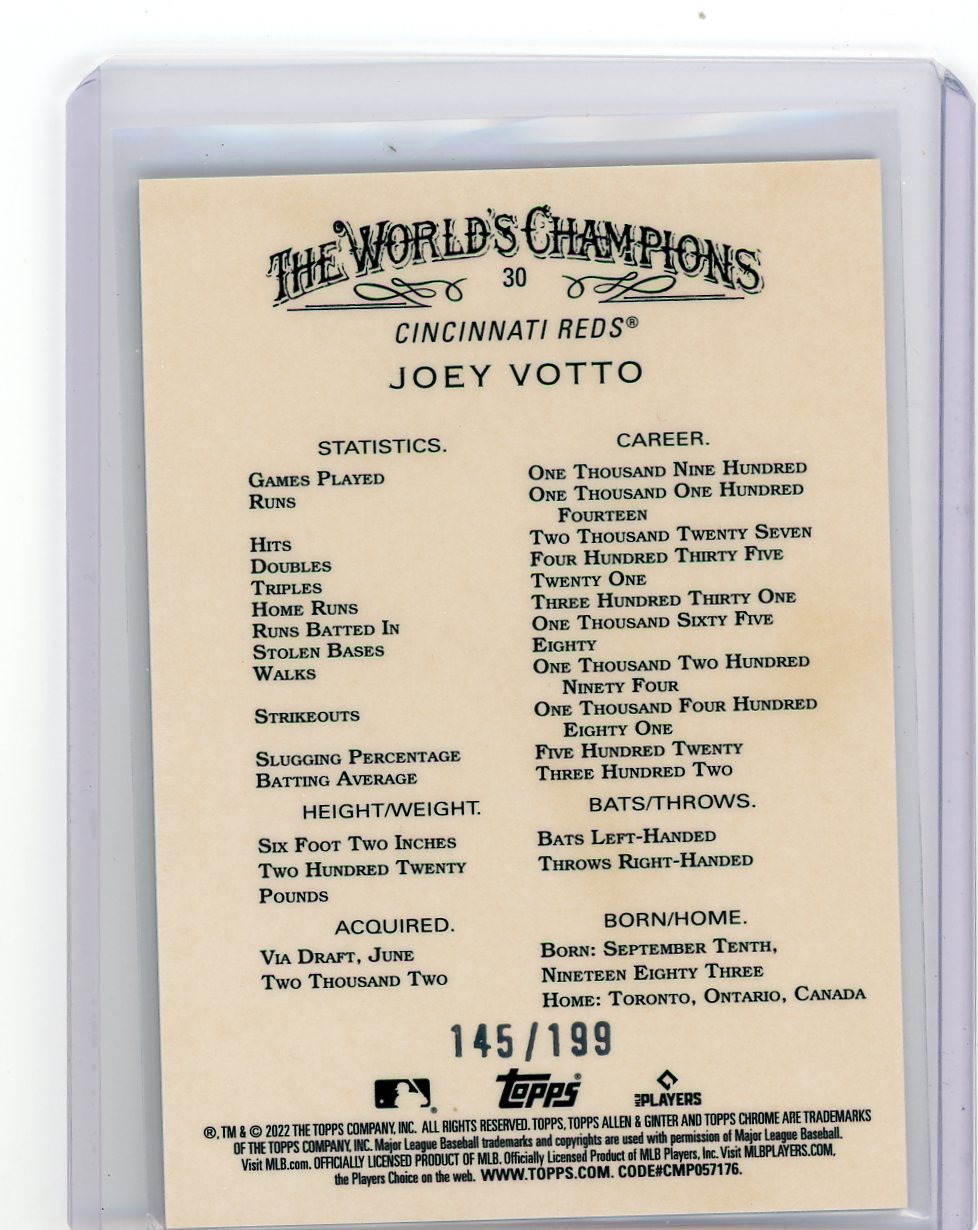 THE WORLD'S CHAMPIONS
30
CINCINNATI REDS®
JOEY VOTTO
STATISTICS. CAREER.
GAMES PLAYED ONE THOUSAND NINE HUNDRED
RUNS ONE THOUSAND ONE HUNDRED
FOURTEEN
HITS TWO THOUSAND TWENTY SEVEN
DOUBLES FOUR HUNDRED THIRTY FIVE
TRIPLES TWENTY ONE
HOME RUNS THREE HUNDRED THIRTY ONE
RUNS BATTED IN ONE THOUSAND SIXTY FIVE
STOLEN BASES EIGHTY
WALKS ONE THOUSAND TWO HUNDRED
NINETY FOUR
STRIKEOUTS ONE THOUSAND FOUR HUNDRED
EIGHTY ONE
SLUGGING PERCENTAGE FIVE HUNDRED TWENTY
BATTING AVERAGE THREE HUNDRED TWO
HEIGHT/WEIGHT. BATS/THROWS.
SIX FOOT TWO INCHES BATS LEFT-HANDED
TWO HUNDRED TWENTY THROWS RIGHT-HANDED
POUNDS
ACQUIRED. BORN/HOME.
VIA DRAFT, JUNE BORN: SEPTEMBER TENTH,
TWO THOUSAND TWO NINETEEN EIGHTY THREE
HOME: TORONTO, ONTARIO, CANADA
145/199
® Topps® MLB PLAYERS
®, TM & © 2022 THE TOPPS COMPANY, INC. ALL RIGHTS RESERVED. TOPPS, TOPPS ALLEN & GINTER AND TOPPS CHROME ARE TRADEMARKS
OF THE TOPPS COMPANY, INC. Major League Baseball trademarks and copyrights are used with permission of Major League Baseball.
Visit MLB.com. OFFICIALLY LICENSED PRODUCT OF MLB. Officially Licensed Product of MLB Players, Inc. Visit MLBPLAYERS.COM,
the Players Choice on the web. WWW.TOPPS.COM. CODE#CMP057176.